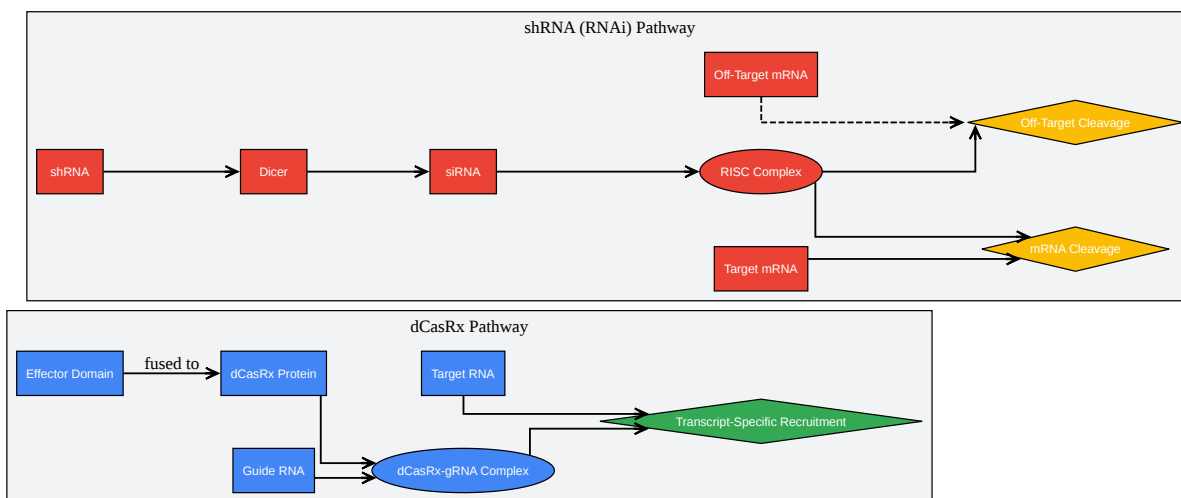 shRNA (RNAi) Pathway
Off-Target mRNA
Off-Target Cleavage
shRNA
Dicer
siRNA
RISC Complex
mRNA Cleavage
Target mRNA
dCasRx Pathway
Effector Domain
fused to
dCasRx Protein
Target RNA
Transcript-Specific Recruitment
Guide RNA
dCasRx-gRNA Complex